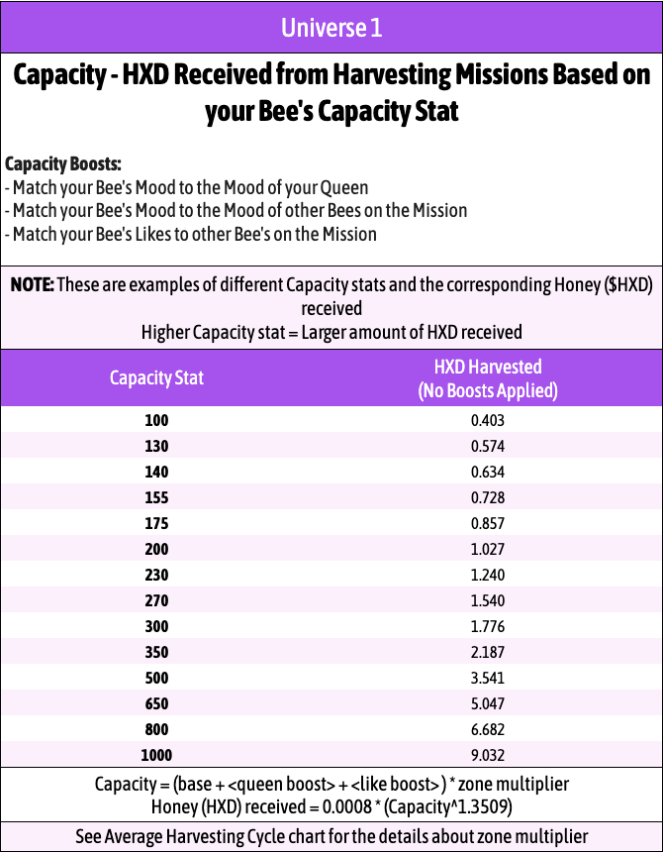 Universe 1
Capacity - HXD Received from Harvesting Missions Based on
your Bee's Capacity Stat
Capacity Boosts:
- Match your Bee's Mood to the Mood of your Queen
- Match your Bee's Mood to the Mood of other Bees on the Mission
- Match your Bee's Likes to other Bee's on the Mission
NOTE: These are examples of different Capacity stats and the corresponding Honey ($HXD)
received
Higher Capacity stat = Larger amount of HXD received
Capacity Stat HXD Harvested
(No Boosts Applied)
100 0.403
130 0.574
140 0.634
155 0.728
175 0.857
200 1.027
230 1.240
270 1.540
300 1.776
350 2.187
500 3.541
650 5.047
800 6.682
1000 9.032
Capacity = (base + <queen boost> + <like boost>) * zone multiplier
Honey (HXD) received = 0.0008 * (Capacity^1.3509)
See Average Harvesting Cycle chart for the details about zone multiplier